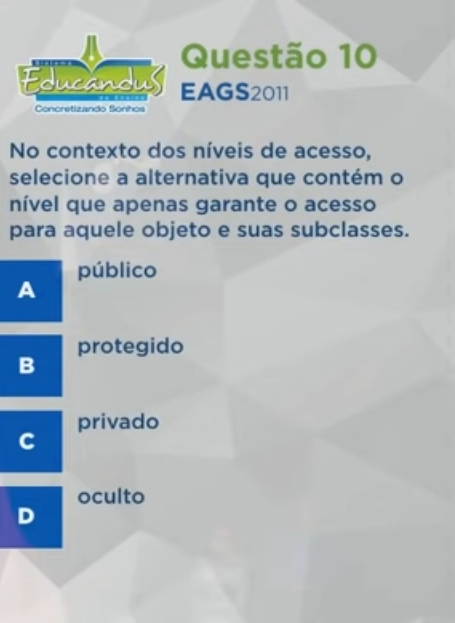 Sistema
Educandus
de Ensino
Concretizando Sonhos
Questão 10
EAGS2011
No contexto dos níveis de acesso,
selecione a alternativa que contém o
nível que apenas garante o acesso
para aquele objeto e suas subclasses.
A
público
B
protegido
C
privado
D
oculto